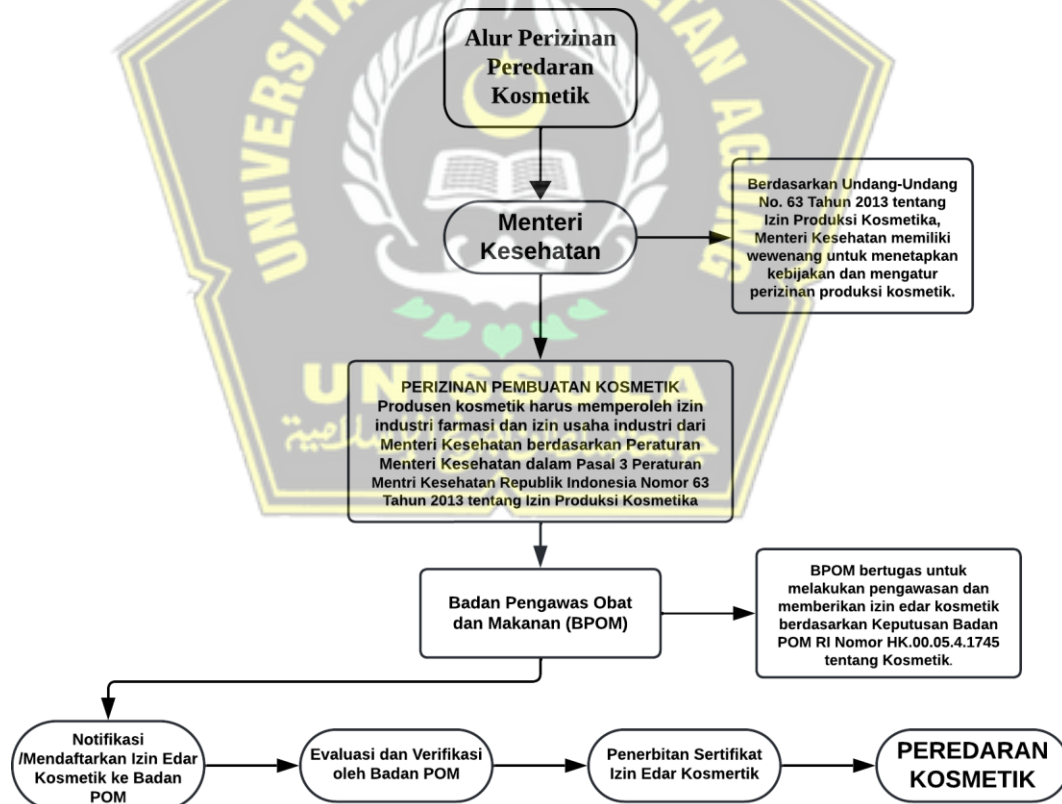 UNIVERSITAS
SULTAN AGUNG
Alur Perizinan
Peredaran
Kosmetik
Menteri
Kesehatan
Berdasarkan Undang-Undang
No. 63 Tahun 2013 tentang
Izin Produksi Kosmetika,
Menteri Kesehatan memiliki
wewenang untuk menetapkan
kebijakan dan mengatur
perizinan produksi kosmetik.
UNISSULA
PERIZINAN PEMBUATAN KOSMETIK
Produsen kosmetik harus memperoleh izin
industri farmasi dan izin usaha industri dari
Menteri Kesehatan berdasarkan Peraturan
Menteri Kesehatan dalam Pasal 3 Peraturan
Mentri Kesehatan Republik Indonesia Nomor 63
Tahun 2013 tentang Izin Produksi Kosmetika
Badan Pengawas Obat
dan Makanan (BPOM)
BPOM bertugas untuk
melakukan pengawasan dan
memberikan izin edar kosmetik
berdasarkan Keputusan Badan
POM RI Nomor HK.00.05.4.1745
tentang Kosmetik.
Notifikasi
/Mendaftarkan Izin Edar
Kosmetik ke Badan
POM
Evaluasi dan Verifikasi
oleh Badan POM
Penerbitan Sertifikat
Izin Edar Kosmertik
PEREDARAN
KOSMETIK